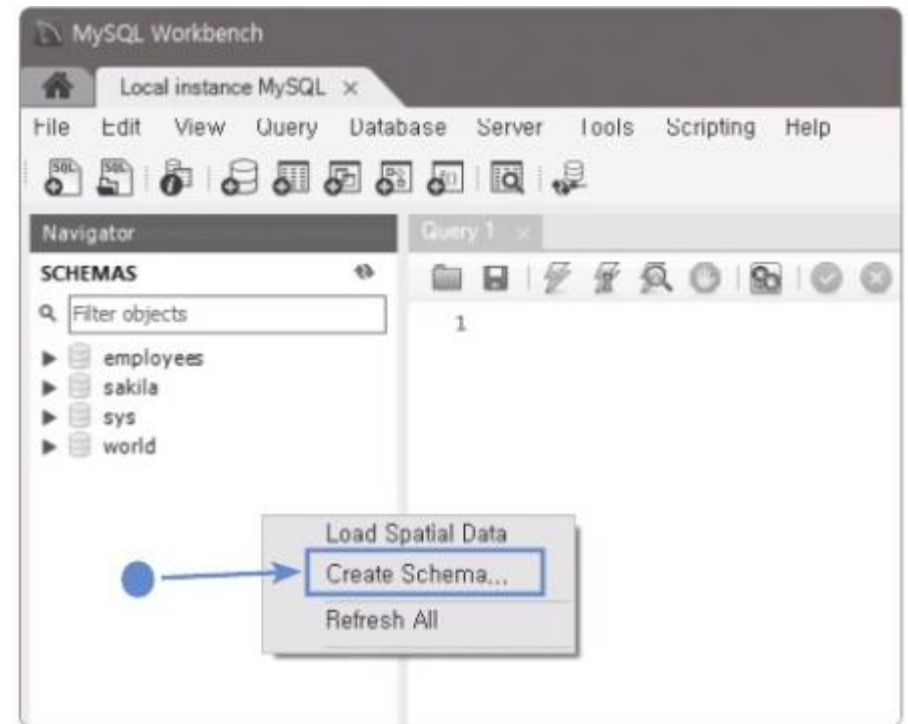 MySQL Workbench
Local instance MySQL ×
File Edit View Query Database Server Tools Scripting Help
Navigator
Query 1 ×
SCHEMAS
Filter objects
1
employees
sakila
sys
world
Load Spatial Data
Create Schema...
Refresh All